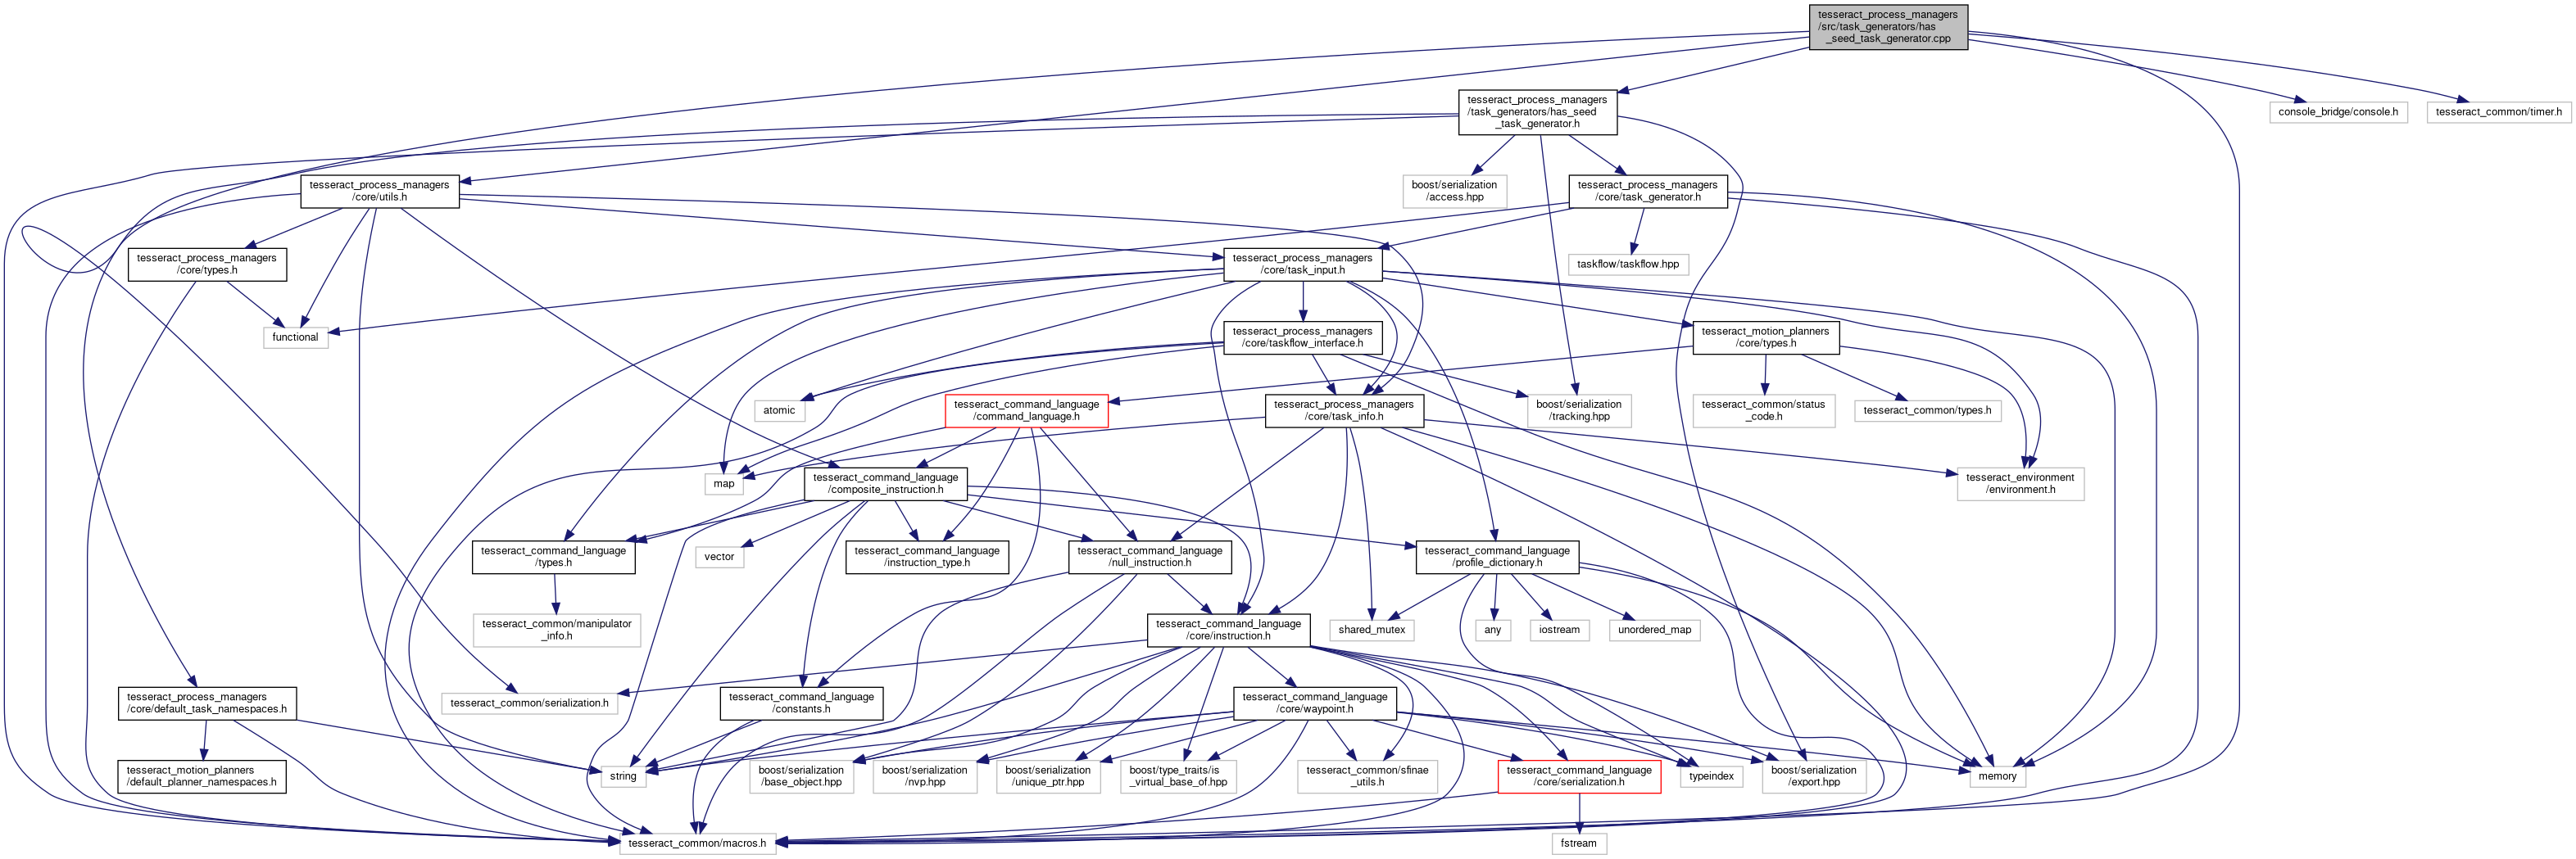 tesseract_process_managers
/src/task_generators/has
_seed_task_generator.cpp
tesseract_process_managers
/task_generators/has_seed
_task_generator.h
console_bridge/console.h
tesseract_common/timer.h
tesseract_process_managers
/core/utils.h
boost/serialization
/access.hpp
tesseract_process_managers
/core/task_generator.h
tesseract_process_managers
/core/types.h
tesseract_process_managers
/core/task_input.h
taskflow/taskflow.hpp
functional
tesseract_process_managers
/core/taskflow_interface.h
tesseract_motion_planners
/core/types.h
atomic
tesseract_command_language
/command_language.h
tesseract_process_managers
/core/task_info.h
boost/serialization
/tracking.hpp
tesseract_common/status
_code.h
tesseract_common/types.h
map
tesseract_command_language
/composite_instruction.h
tesseract_environment
/environment.h
tesseract_command_language
/types.h
vector
tesseract_command_language
/instruction_type.h
tesseract_command_language
/null_instruction.h
tesseract_command_language
/profile_dictionary.h
tesseract_common/manipulator
_info.h
tesseract_command_language
/core/instruction.h
shared_mutex
any
iostream
unordered_map
tesseract_process_managers
/core/default_task_namespaces.h
tesseract_common/serialization.h
tesseract_command_language
/constants.h
tesseract_command_language
/core/waypoint.h
tesseract_motion_planners
/default_planner_namespaces.h
string
boost/serialization
/base_object.hpp
boost/serialization
/nvp.hpp
boost/serialization
/unique_ptr.hpp
boost/type_traits/is
_virtual_base_of.hpp
tesseract_common/sfinae
_utils.h
tesseract_command_language
/core/serialization.h
typeindex
boost/serialization
/export.hpp
memory
tesseract_common/macros.h
fstream